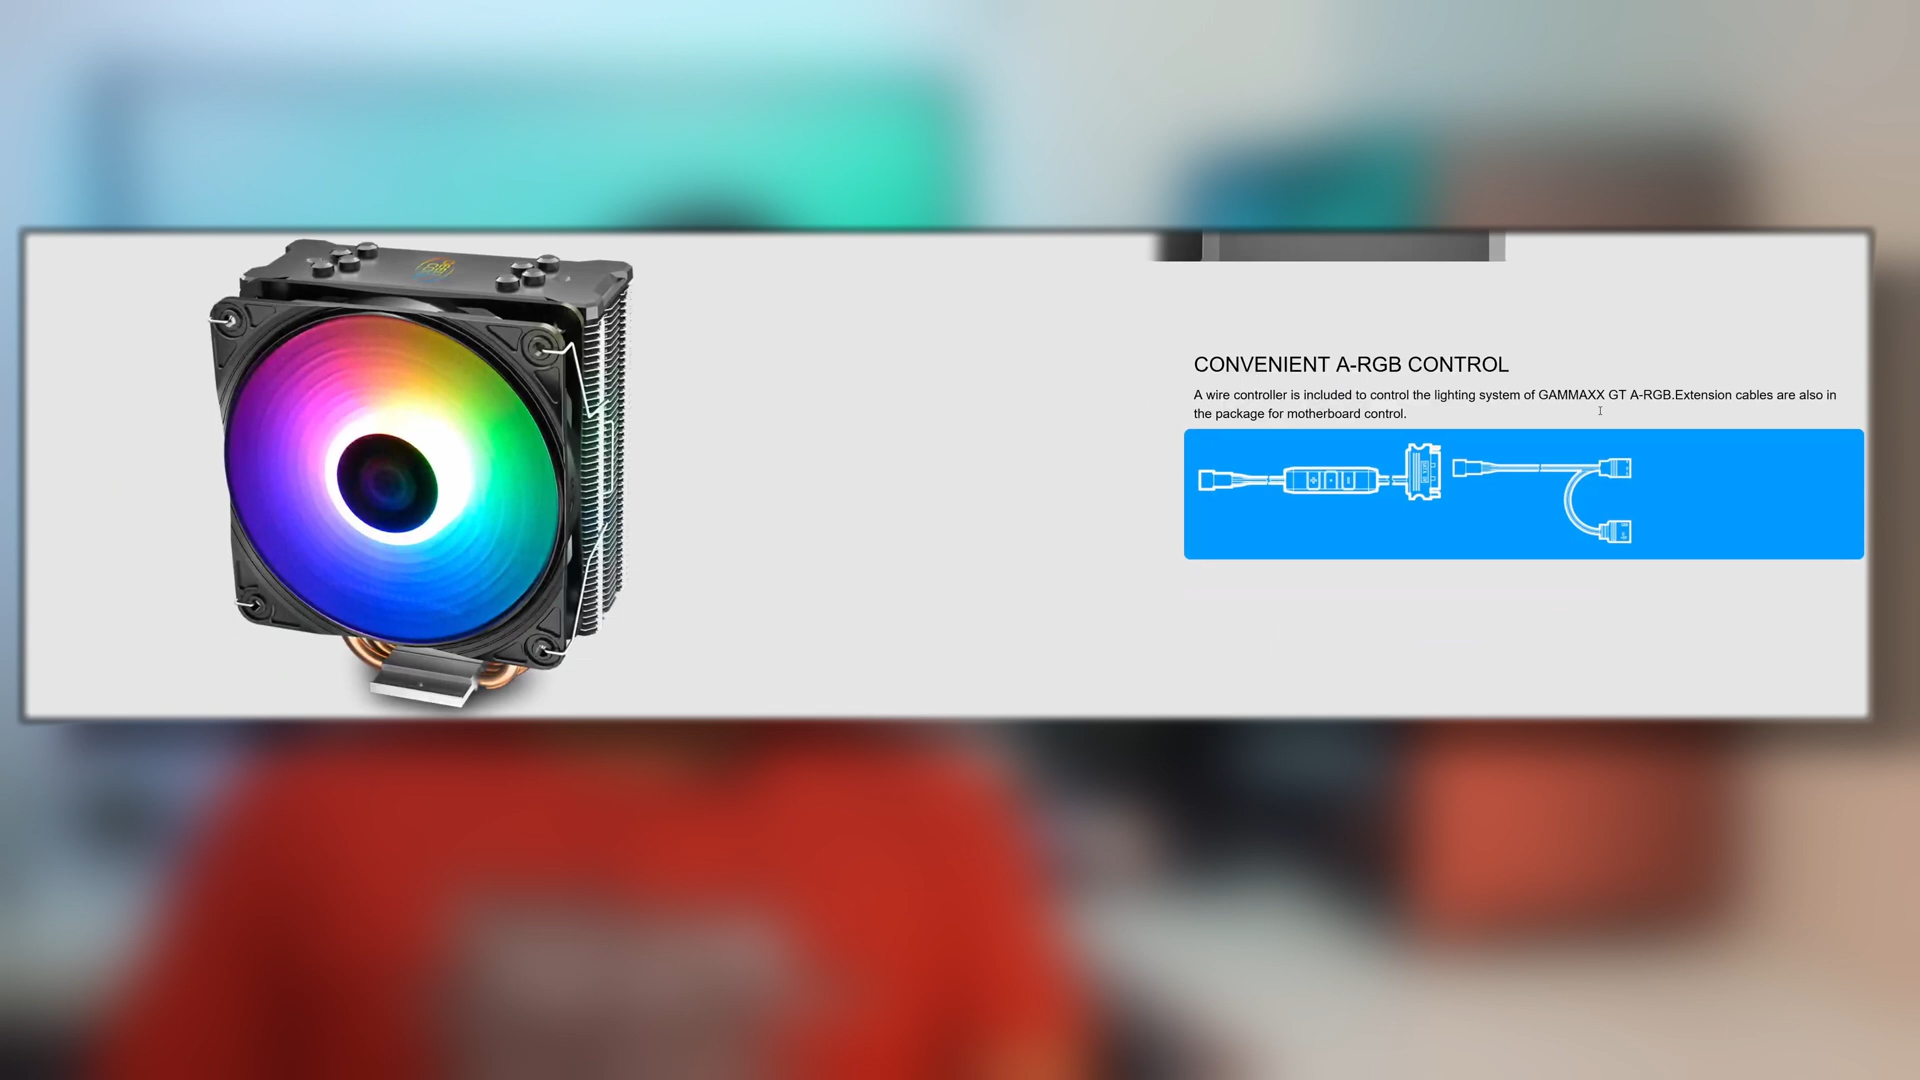 CONVENIENT A-RGB CONTROL
A wire controller is included to control the lighting system of GAMMAXX GT A-RGB.Extension cables are also in
the package for motherboard control.